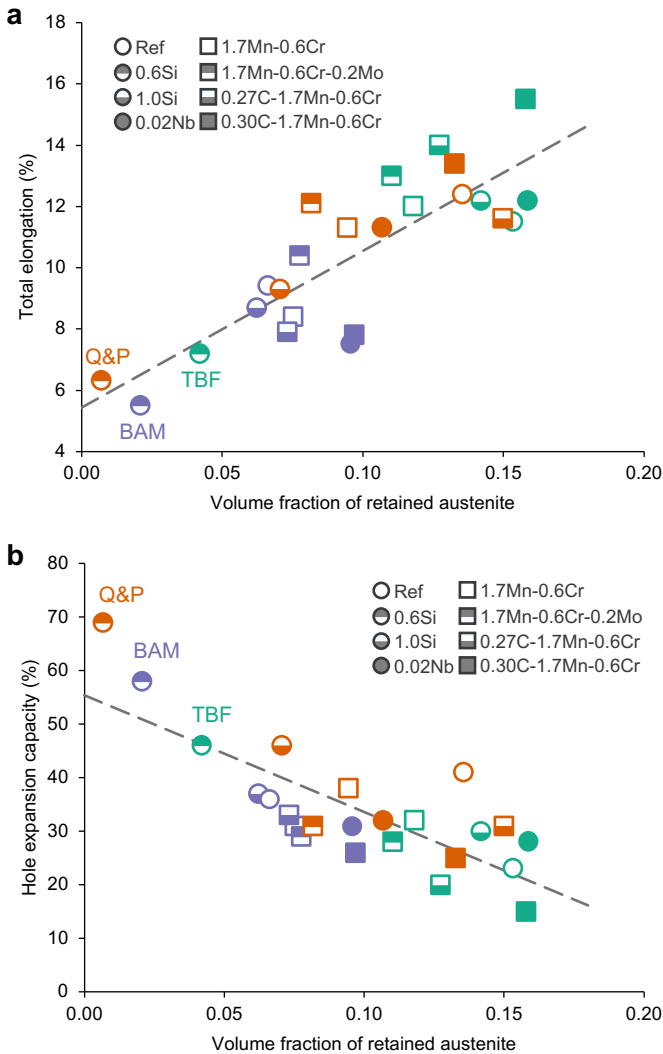 a
18
16
14
12
10
8
6
4
Total elongation (%)
Ref
0.6Si
1.0Si
0.02Nb
1.7Mn-0.6Cr
1.7Mn-0.6Cr-0.2Mo
0.27C-1.7Mn-0.6Cr
0.30C-1.7Mn-0.6Cr
Q&P
TBF
BAM
0.00 0.05 0.10 0.15 0.20
Volume fraction of retained austenite
b
80
70
60
50
40
30
20
10
0
Hole expansion capacity (%)
Q&P
BAM
TBF
Ref
0.6Si
1.0Si
0.02Nb
1.7Mn-0.6Cr
1.7Mn-0.6Cr-0.2Mo
0.27C-1.7Mn-0.6Cr
0.30C-1.7Mn-0.6Cr
0.00 0.05 0.10 0.15 0.20
Volume fraction of retained austenite